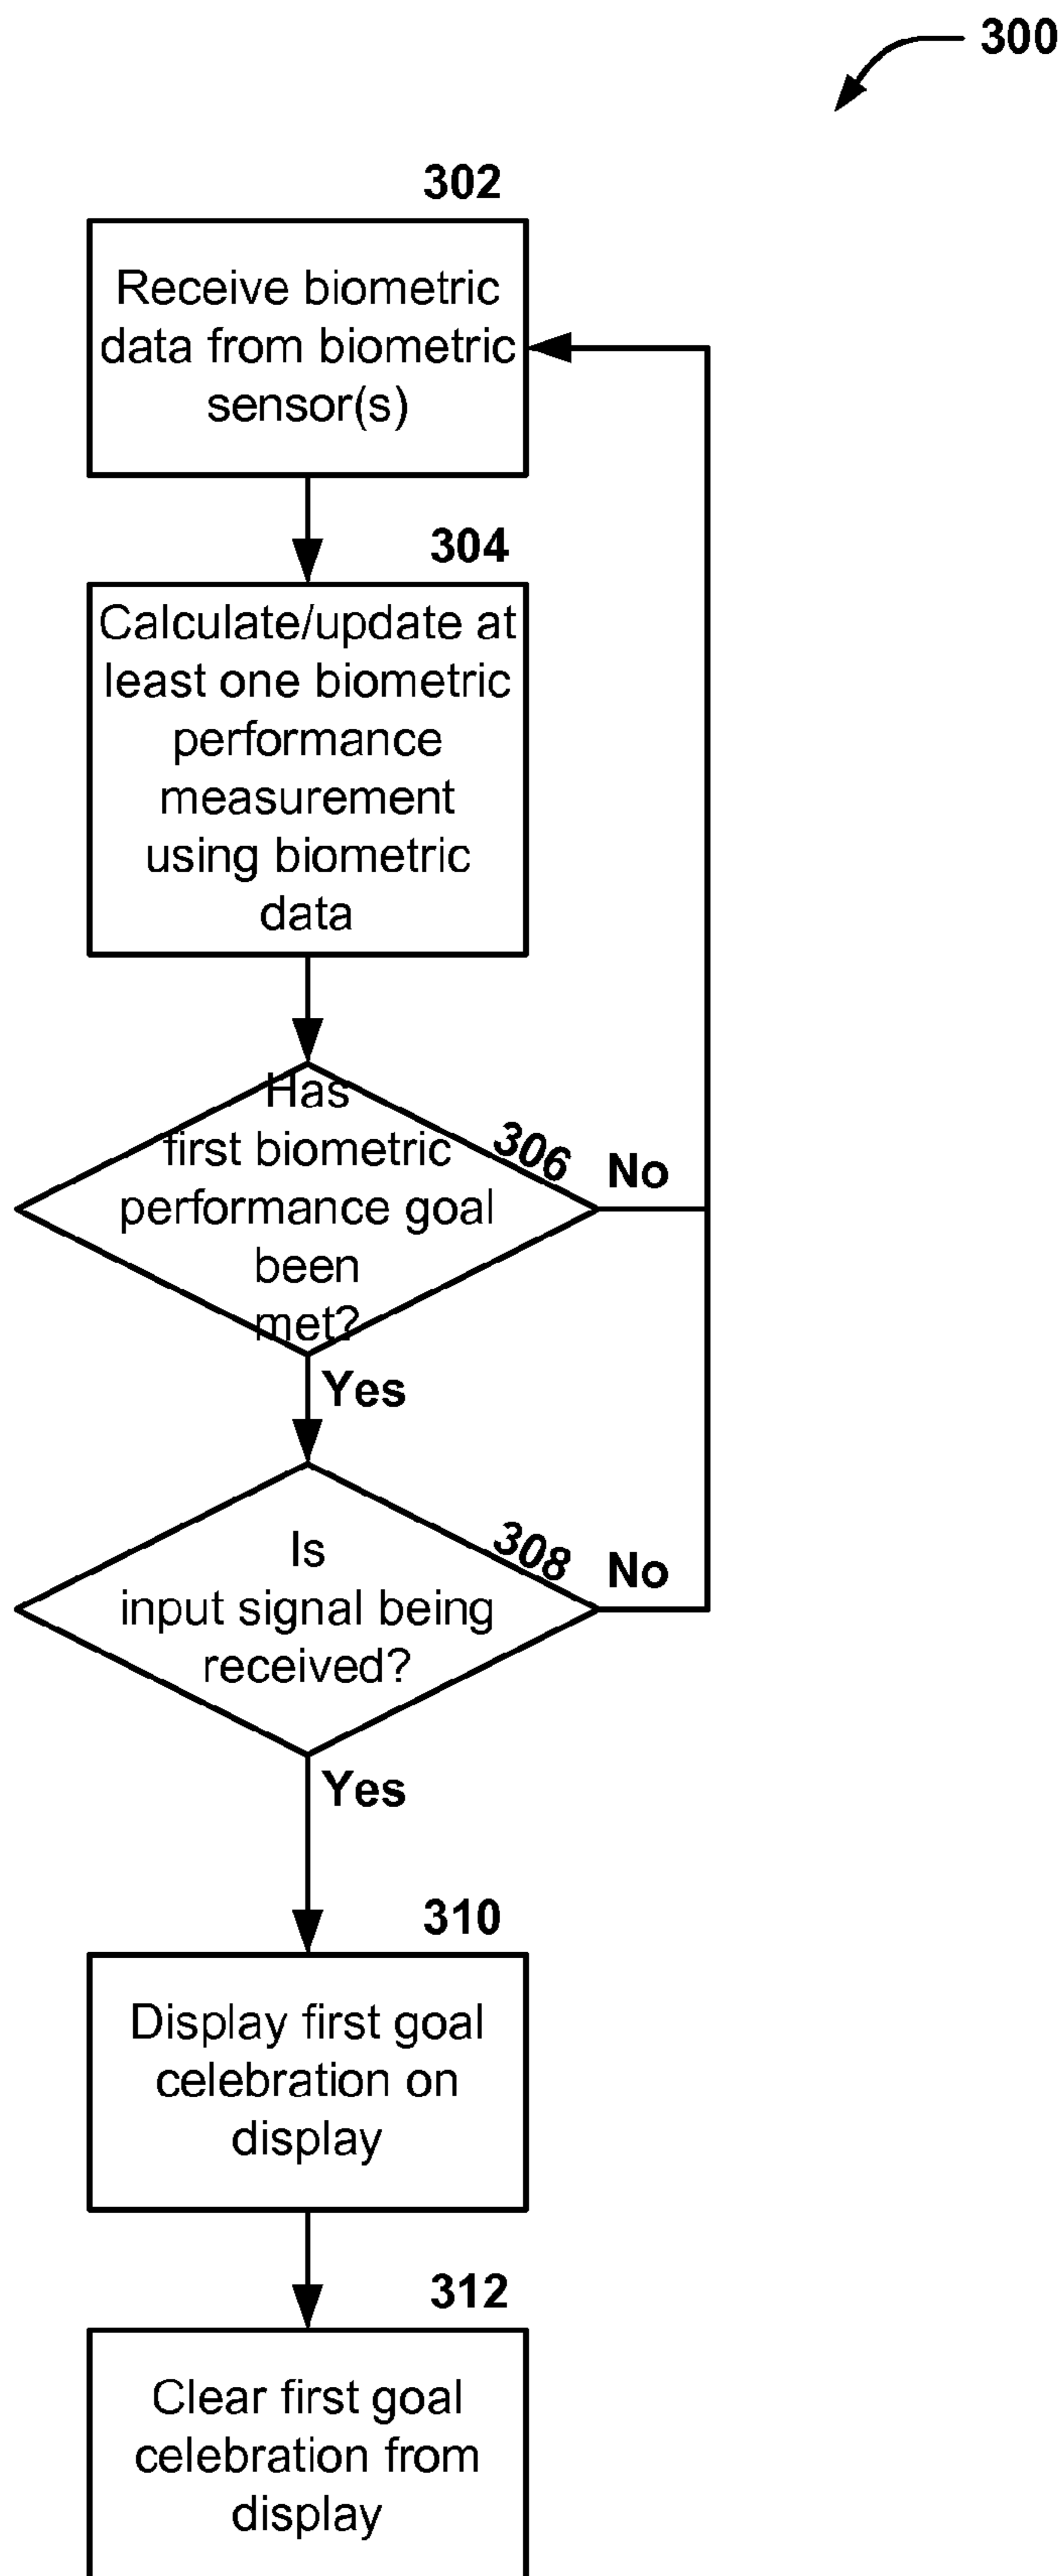 300
302
Receive biometric
data from biometric
sensor(s)
304
Calculate/update at
least one biometric
performance
measurement
using biometric
data
Has
first biometric
performance goal
been
met?
306
No
Yes
Is
input signal being
received?
308
No
Yes
310
Display first goal
celebration on
display
312
Clear first goal
celebration from
display